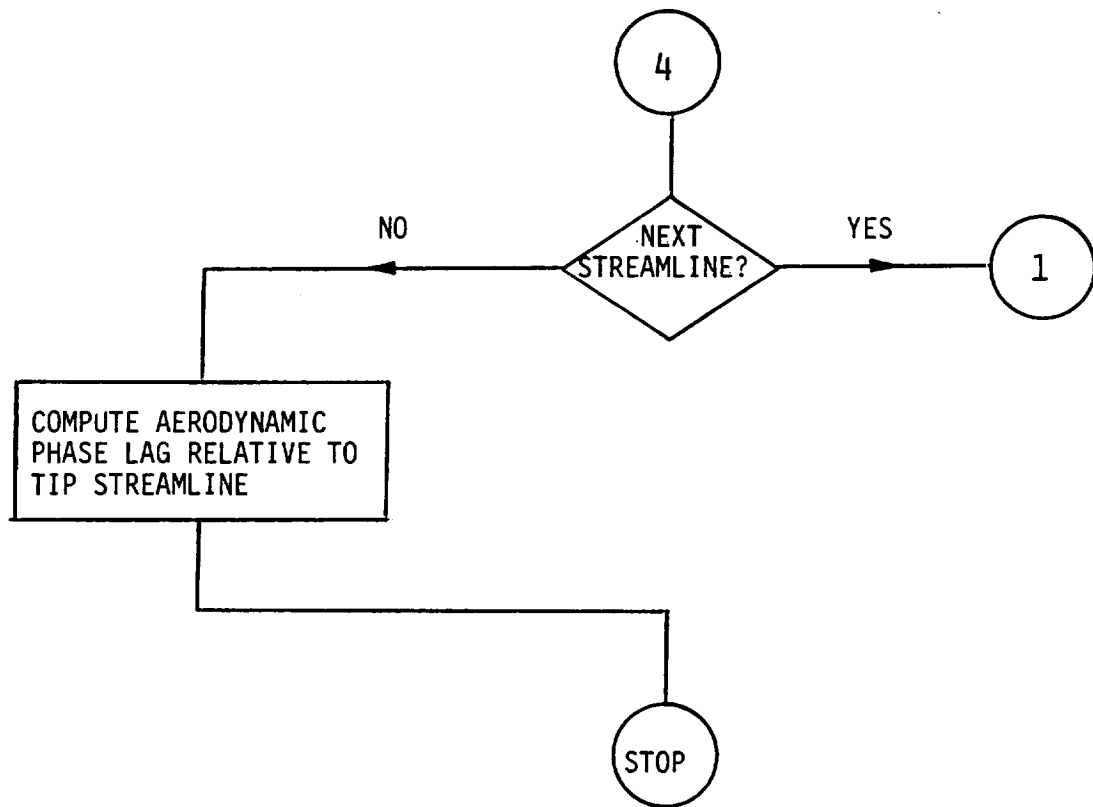 4
NO
NEXT
STREAMLINE?
YES
1
COMPUTE AERODYNAMIC
PHASE LAG RELATIVE TO
TIP STREAMLINE
STOP